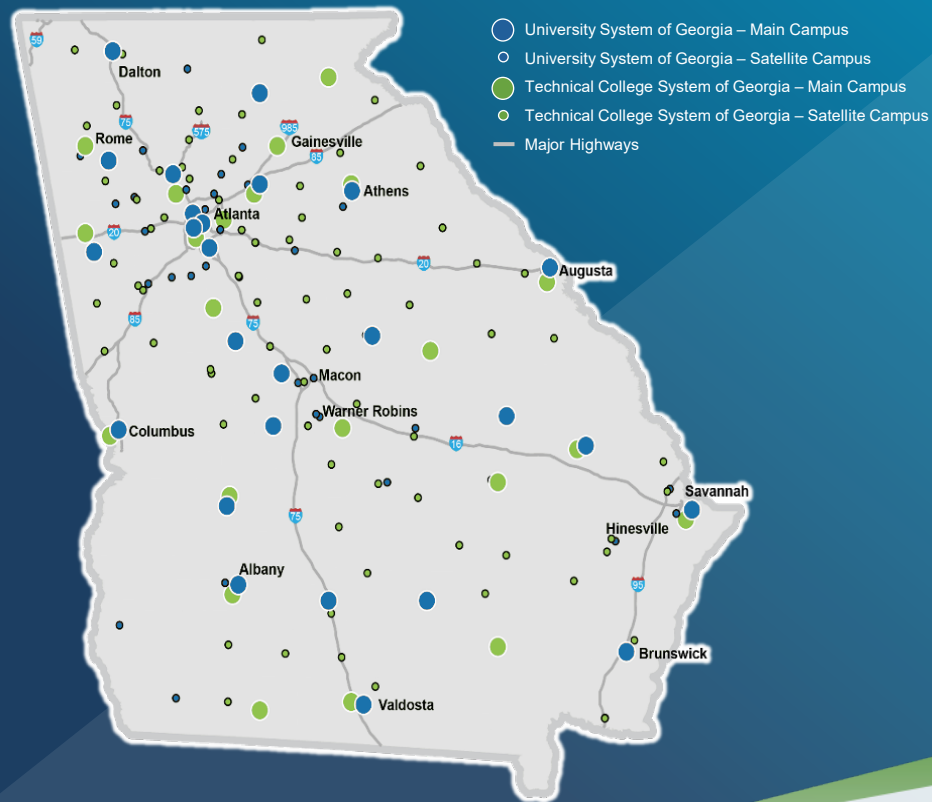 University System of Georgia – Main Campus
University System of Georgia – Satellite Campus
Technical College System of Georgia – Main Campus
Technical College System of Georgia – Satellite Campus
Major Highways
59
Dalton
75
575
985
Rome
Gainesville
85
Athens
Atlanta
20
20
Augusta
85
75
Macon
Warner Robins
Columbus
16
Savannah
75
Hinesville
Albany
95
Brunswick
Valdosta